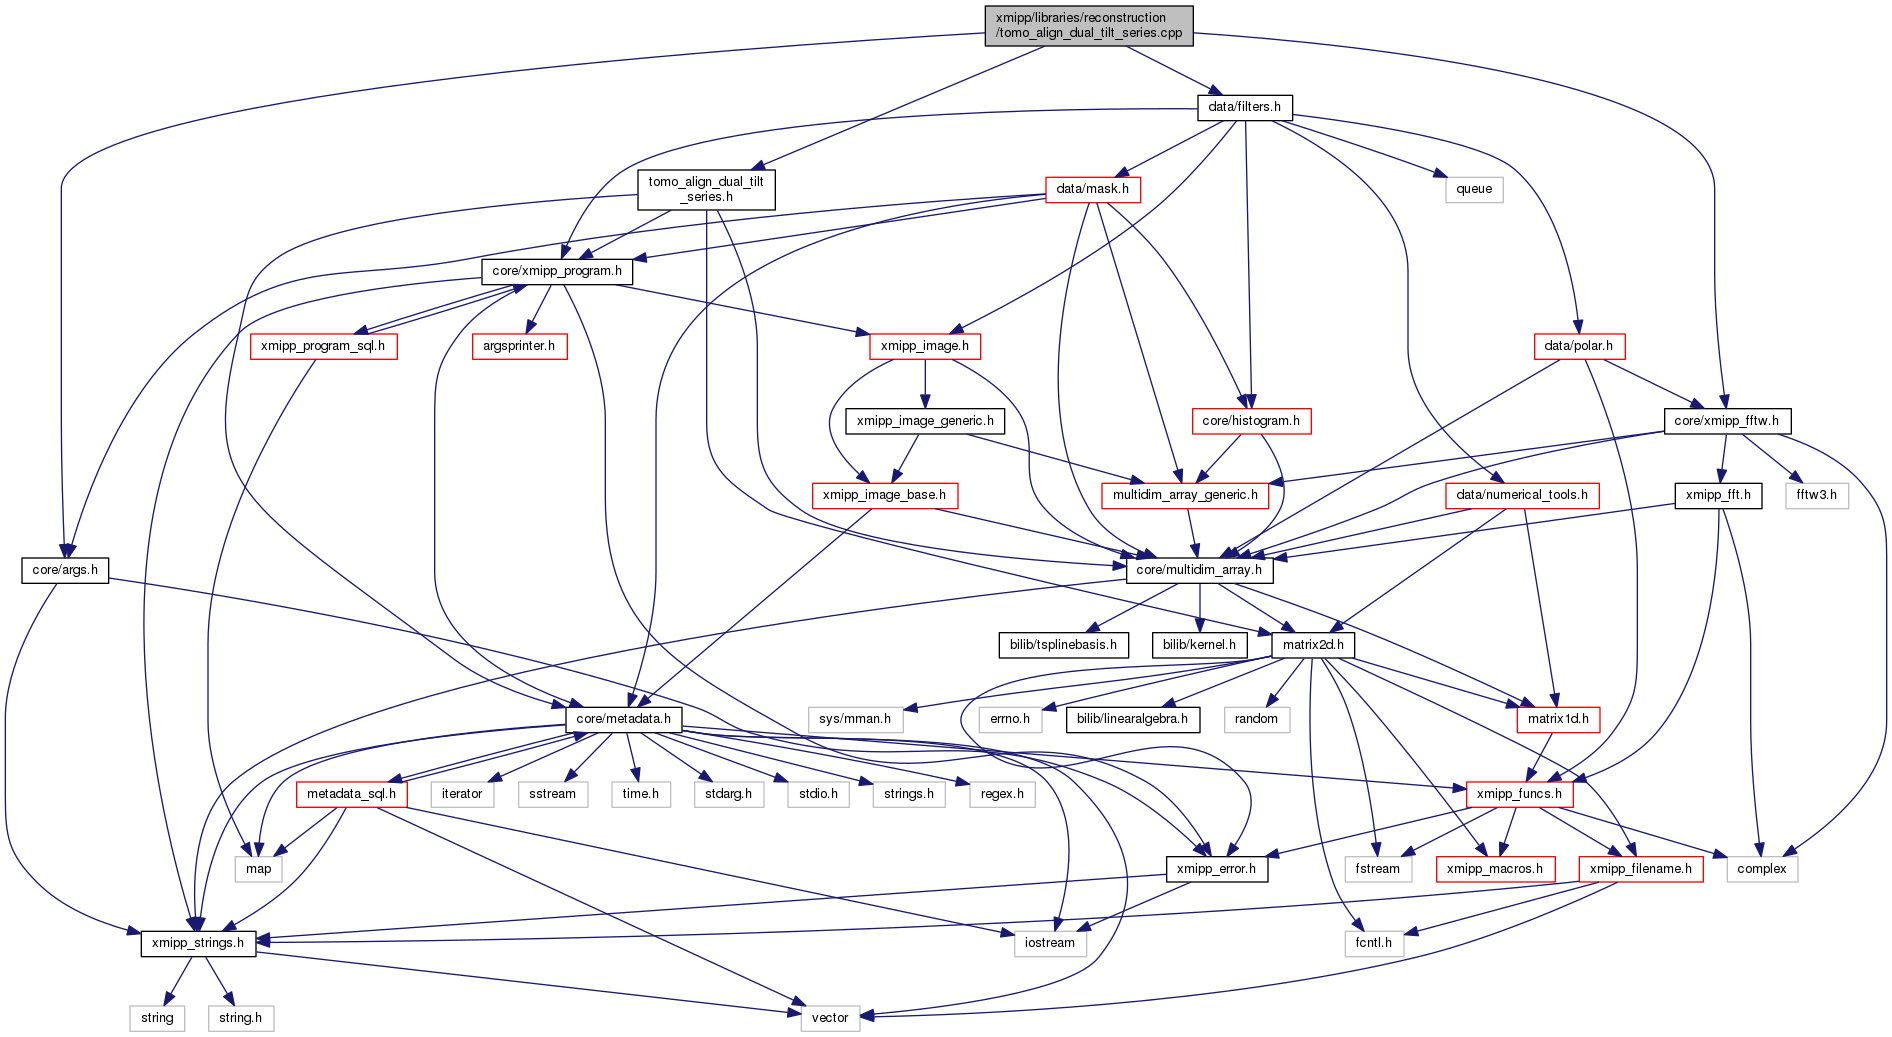 xmipp/libraries/reconstruction
/tomo_align_dual_tilt_series.cpp
data/filters.h
tomo_align_dual_tilt
_series.h
data/mask.h
queue
core/xmipp_program.h
xmipp_program_sql.h
argsprinter.h
xmipp_image.h
data/polar.h
xmipp_image_generic.h
core/histogram.h
core/xmipp_fftw.h
xmipp_image_base.h
multidim_array_generic.h
data/numerical_tools.h
xmipp_fft.h
fftw3.h
core/args.h
core/multidim_array.h
bilib/tsplinebasis.h
bilib/kernel.h
matrix2d.h
core/metadata.h
sys/mman.h
errno.h
bilib/linearalgebra.h
random
matrix1d.h
metadata_sql.h
iterator
sstream
time.h
stdarg.h
stdio.h
strings.h
regex.h
xmipp_funcs.h
map
xmipp_error.h
fstream
xmipp_macros.h
xmipp_filename.h
complex
xmipp_strings.h
iostream
fcntl.h
string
string.h
vector